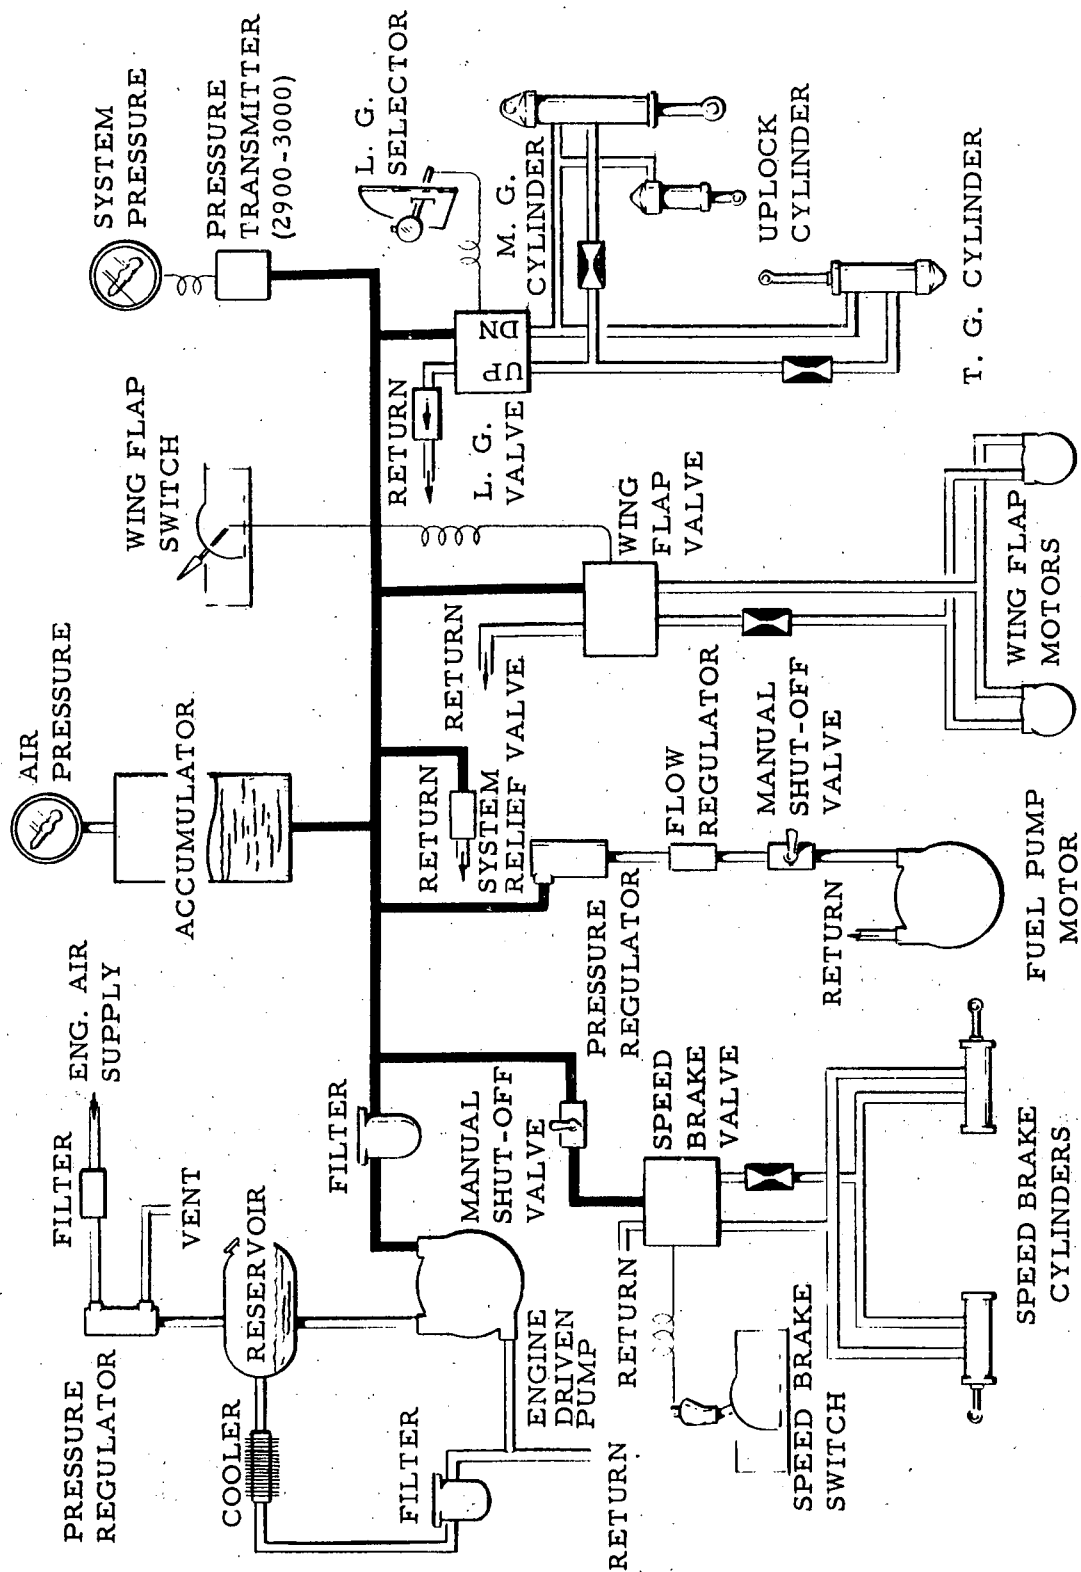 PRESSURE
REGULATOR
FILTER
ENG. AIR
SUPPLY
VENT
AIR
PRESSURE
WING FLAP
SWITCH
SYSTEM
PRESSURE
COOLER
RESERVOIR
ACCUMULATOR
PRESSURE
TRANSMITTER
(2900-3000)
FILTER
FILTER
L. G.
SELECTOR
ENGINE
DRIVEN
PUMP
MANUAL
SHUT-OFF
VALVE
RETURN
SYSTEM
RELIEF VALVE
RETURN
RETURN
L. G.
VALVE
UP
DN
M. G.
CYLINDER
RETURN
RETURN
SPEED
BRAKE
VALVE
PRESSURE
REGULATOR
FLOW
REGULATOR
WING
FLAP
VALVE
UPLOCK
CYLINDER
SPEED BRAKE
SWITCH
MANUAL
SHUT-OFF
VALVE
RETURN
T. G. CYLINDER
SPEED BRAKE
CYLINDERS
FUEL PUMP
MOTOR
WING FLAP
MOTORS